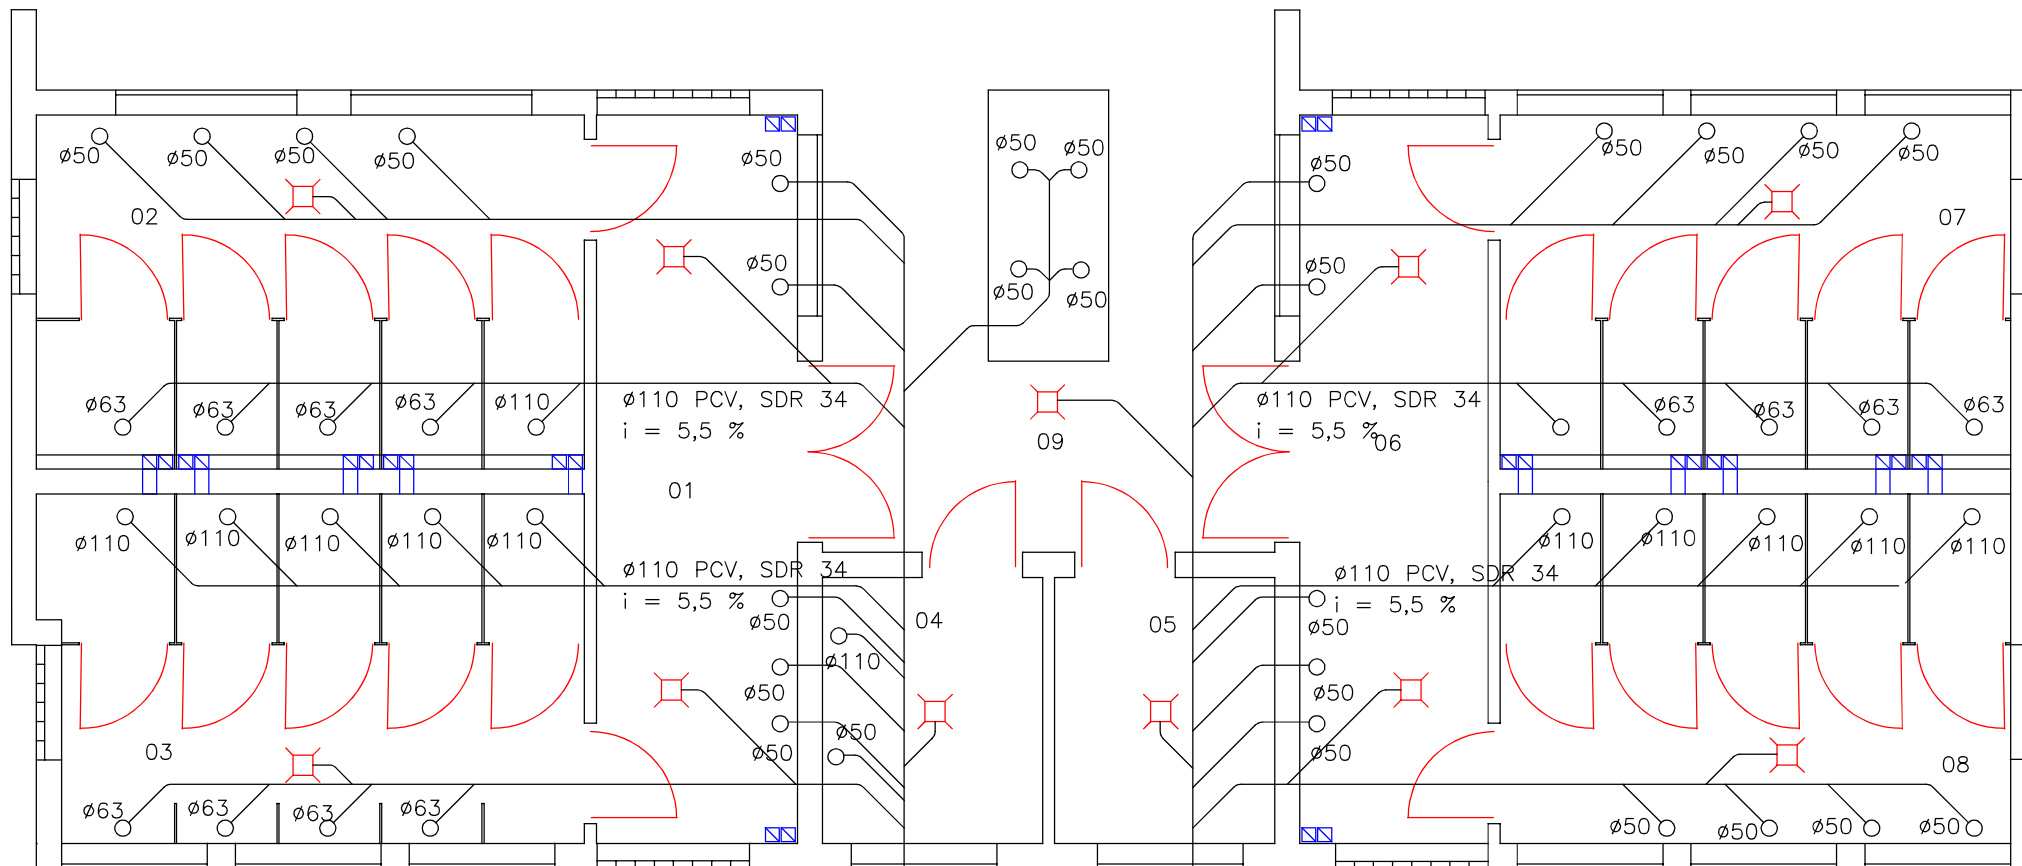 ø50 ø50 ø50 ø50 ø50 ø50 ø50 ø50 ø50 ø50 ø50 ø50
02 07
ø50 ø50 ø50 ø50
ø63 ø63 ø63 ø63 ø110 ø110 PCV, SDR 34 ø110 PCV, SDR 34 ø63 ø63 ø63 ø63
i = 5,5 % i = 5,5 %
09 06
01
ø110 ø110 ø110 ø110 ø110 ø110 ø110 ø110 ø110 ø110
ø110 PCV, SDR 34 ø110 PCV, SDR 34
i = 5,5 % i = 5,5 %
ø50 04 05 ø50
ø110
ø50 ø50
ø50
03 ø50 ø50 08
ø63 ø63 ø63 ø63 ø50 ø50 ø50 ø50